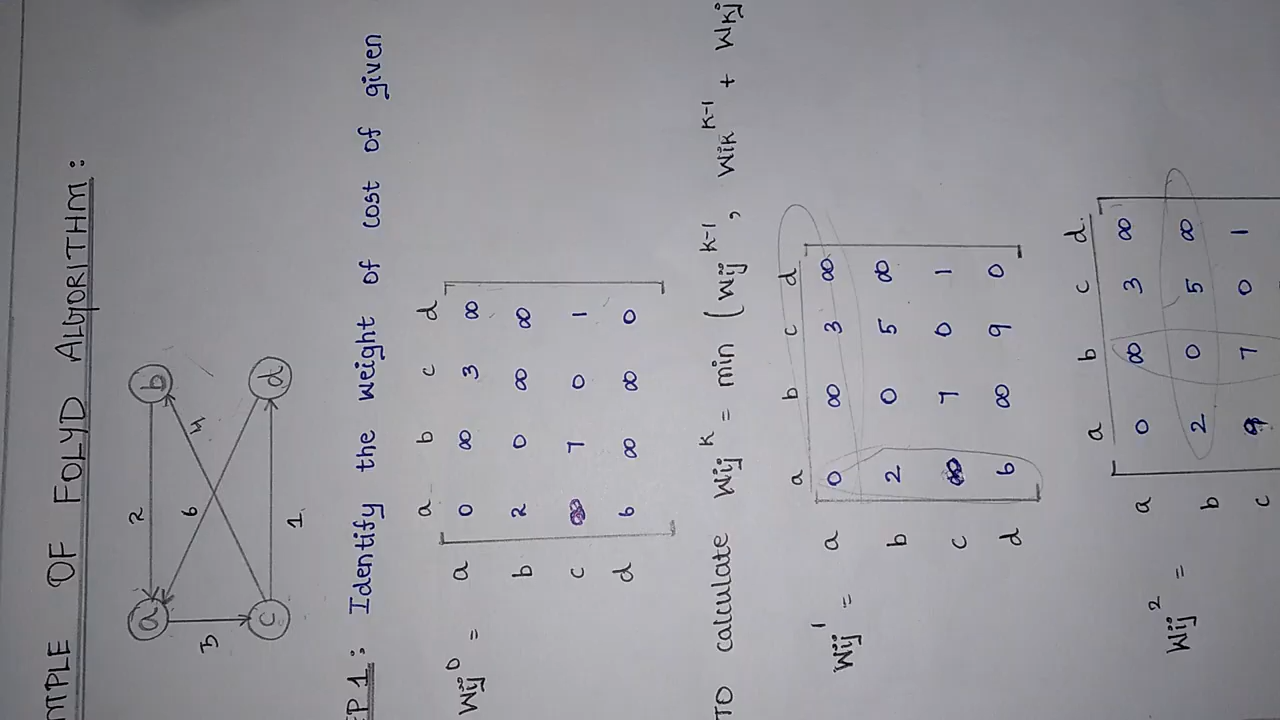 MPLE OF FOLYD ALGORITHM:
a b c d
2 6 4 3 1
EP 1: Identify the weight of cost of given
a b c d
a 0 ∞ 3 ∞
Wij⁰ = b 2 0 ∞ ∞
c ∞ 7 0 1
d 6 ∞ ∞ 0
TO calculate Wijᴷ = min (Wijᴷ⁻¹, Wikᴷ⁻¹ + Wkj
a b c d
a 0 ∞ 3 ∞
Wij¹ = b 2 0 5 ∞
c ∞ 7 0 1
d 6 ∞ 9 0
a b c d
a 0 ∞ 3 ∞
Wij² = b 2 0 5 ∞
c 9 7 0 1